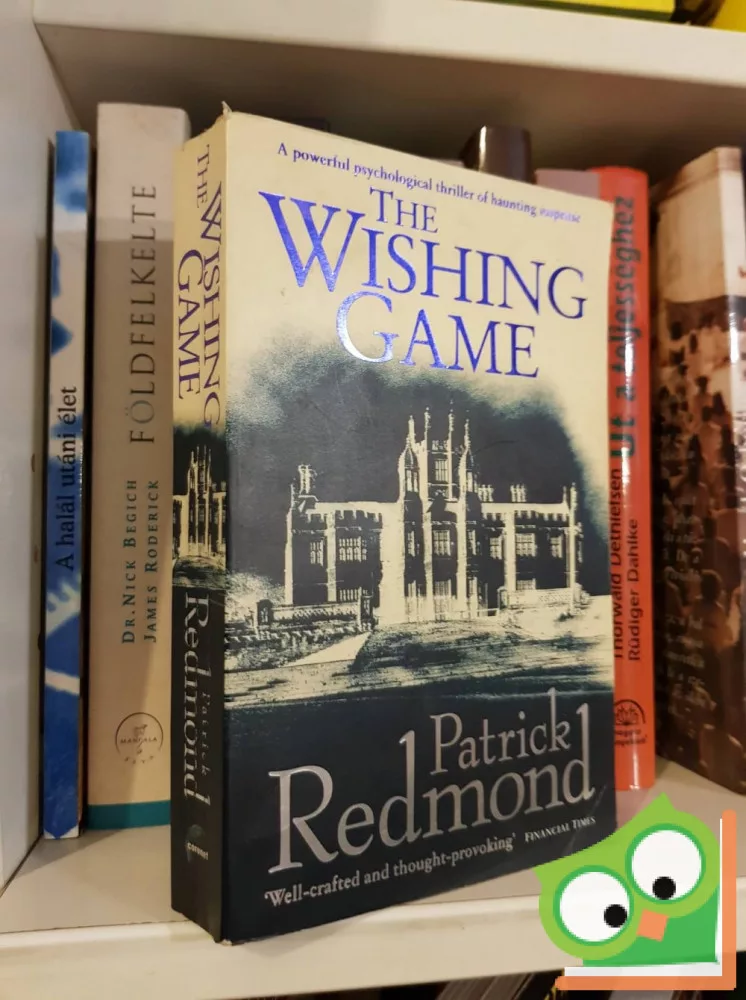 A powerful psychological thriller of haunting suspense
THE
WISHING
GAME
Patrick
Redmond
'Well-crafted and thought-provoking' FINANCIAL TIMES
THE
WISHING
GAME
Patrick
Redmond
coronet
A halál utáni élet
DR. NICK BEGICH
JAMES RODERICK
FÖLDFELKELTE
MANDALA
Thorwald Dethlefsen
Rüdiger Dahlke
Út a teljességhez